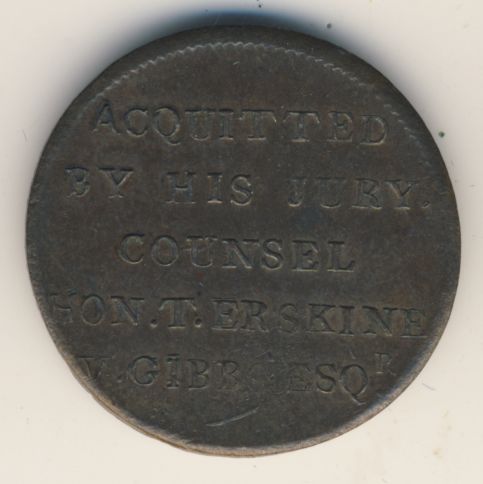 ACQUITTED
BY HIS JURY.
COUNSEL
HON. T. ERSKINE
V. GIBBS ESQR